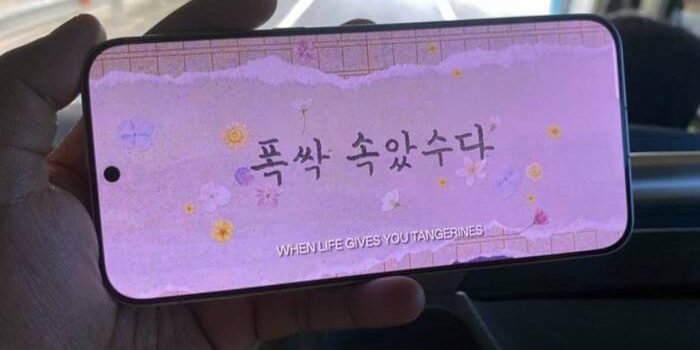 폭싹 속았수다
WHEN LIFE GIVES YOU TANGERINES